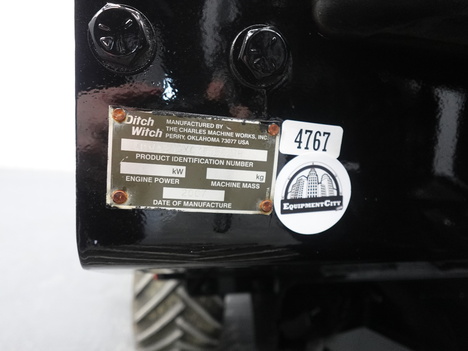 Ditch
Witch
MANUFACTURED BY
THE CHARLES MACHINE WORKS, INC.
PERRY, OKLAHOMA 73077 USA
PRODUCT IDENTIFICATION NUMBER
kW
kg
ENGINE POWER
MACHINE MASS
DATE OF MANUFACTURE
4767
EQUIPMENTCITY